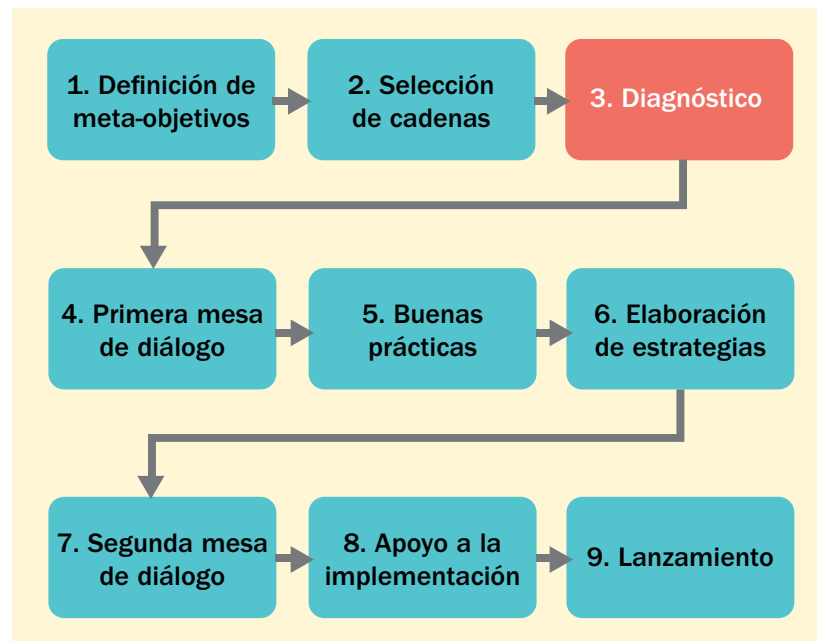 1. Definición de
meta-objetivos
2. Selección
de cadenas
3. Diagnóstico
4. Primera mesa
de diálogo
5. Buenas
prácticas
6. Elaboración
de estrategias
7. Segunda mesa
de diálogo
8. Apoyo a la
implementación
9. Lanzamiento